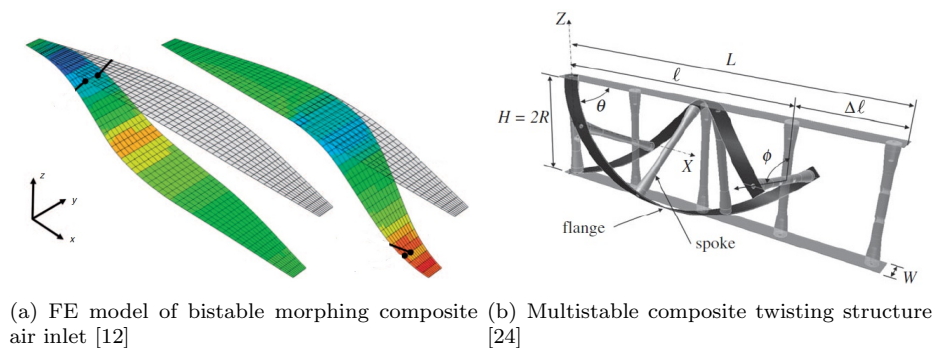 z
y
x
Z
L
ℓ
Δℓ
θ
H = 2R
X
ϕ
flange
spoke
W
(a) FE model of bistable morphing composite air inlet [12]
(b) Multistable composite twisting structure [24]